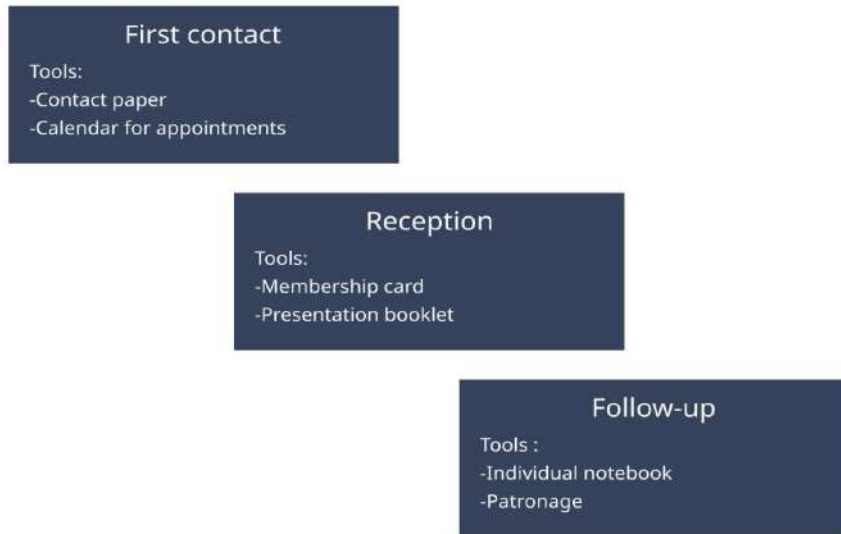 First contact
Tools:
-Contact paper
-Calendar for appointments
Reception
Tools:
-Membership card
-Presentation booklet
Follow-up
Tools :
-Individual notebook
-Patronage